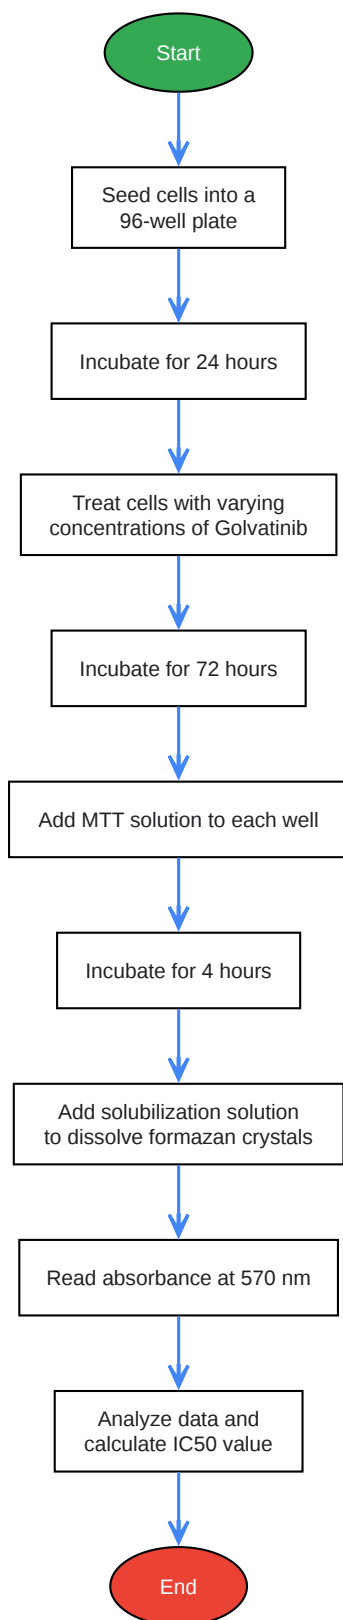 Start
Seed cells into a
96-well plate
Incubate for 24 hours
Treat cells with varying
concentrations of Golvatinib
Incubate for 72 hours
Add MTT solution to each well
Incubate for 4 hours
Add solubilization solution
to dissolve formazan crystals
Read absorbance at 570 nm
Analyze data and
calculate IC50 value
End